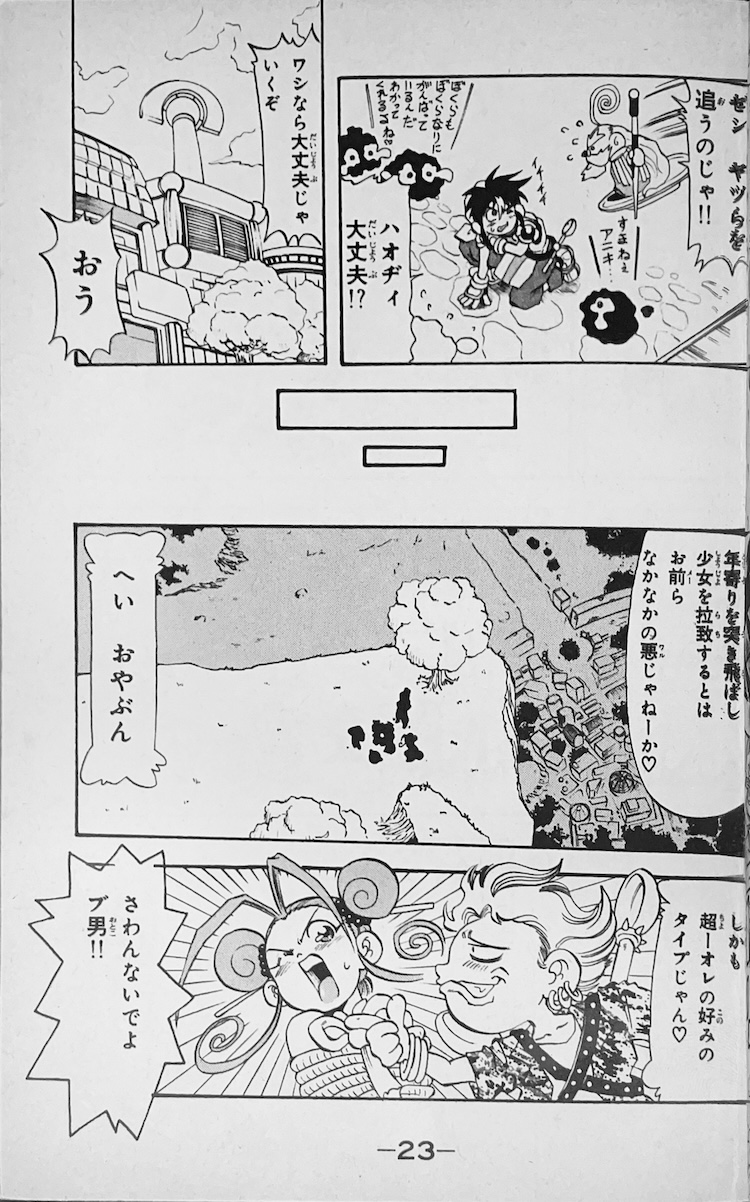 ゼシ ヤツらを
追うのじゃ!!
すまねぇ
アニキ…
イテイテイ
ハオヂィ
大丈夫!?
ぼくらも
ぼくらなりに
がんばって
いるんだ
わかって
くれるよね
ワシなら大丈夫じゃ
いくぞ
おう
年寄りを突き飛ばし
少女を拉致するとは
お前ら
なかなかの悪じゃねーか♡
へい おやぶん
しかも
超ーオレの好みの
タイプじゃん♡
さわんないでよ
ブ男!!
—23—